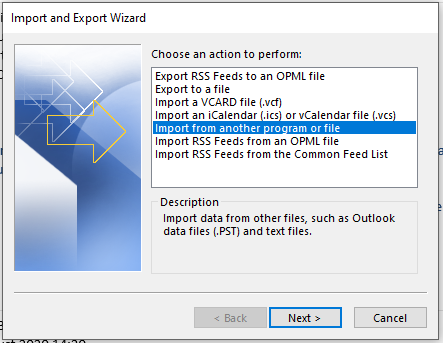 Import and Export Wizard
Choose an action to perform:
Export RSS Feeds to an OPML file
Export to a file
Import a VCARD file (.vcf)
Import an iCalendar (.ics) or vCalendar file (.vcs)
Import from another program or file
Import RSS Feeds from an OPML file
Import RSS Feeds from the Common Feed List
Description
Import data from other files, such as Outlook
data files (.PST) and text files.
< Back
Next >
Cancel
2020 14:20